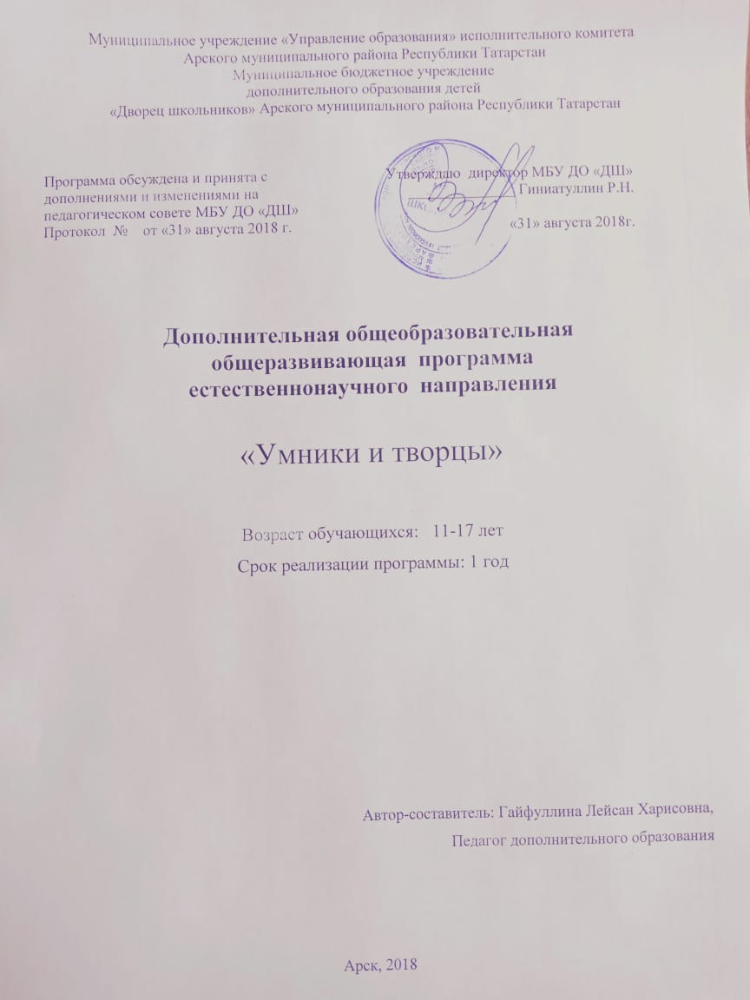 Муниципальное учреждение «Управление образования» исполнительного комитета
Арского муниципального района Республики Татарстан
Муниципальное бюджетное учреждение
дополнительного образования детей
«Дворец школьников» Арского муниципального района Республики Татарстан
Программа обсуждена и принята с
дополнениями и изменениями на
педагогическом совете МБУ ДО «ДШ»
Протокол № от «31» августа 2018 г.
Утверждаю директор МБУ ДО «ДШ»
Гиниатуллин Р.Н.
«31» августа 2018г.
Дополнительная общеобразовательная
общеразвивающая программа
естественнонаучного направления
«Умники и творцы»
Возраст обучающихся: 11-17 лет
Срок реализации программы: 1 год
Автор-составитель: Гайфуллина Лейсан Харисовна,
Педагог дополнительного образования
Арск, 2018